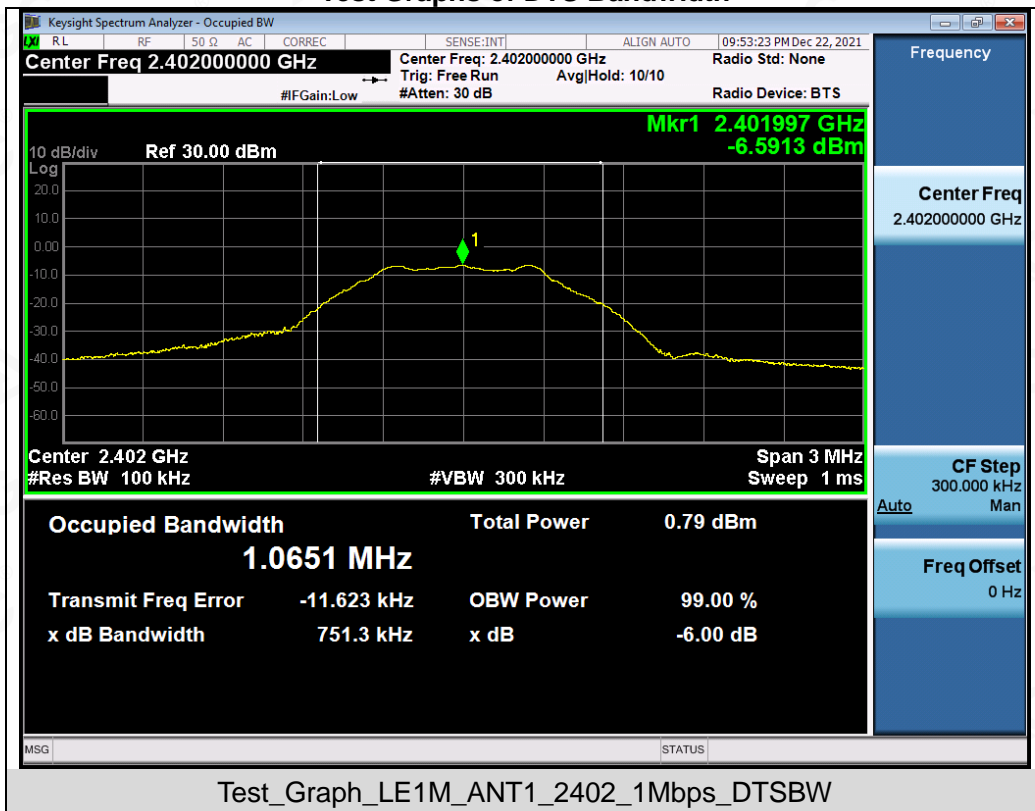 Test Graphs of DTS Bandwidth
Keysight Spectrum Analyzer - Occupied BW
LXI RL RF 50 Ω AC CORREC SENSE:INT ALIGN AUTO 09:53:23 PM Dec 22, 2021
Center Freq 2.402000000 GHz
Center Freq: 2.402000000 GHz
Radio Std: None
Trig: Free Run Avg|Hold: 10/10
#IFGain:Low
#Atten: 30 dB
Radio Device: BTS
Mkr1 2.401997 GHz
-6.5913 dBm
10 dB/div Ref 30.00 dBm
Log
20.0
10.0
0.00
-10.0
-20.0
-30.0
-40.0
-50.0
-60.0
1
Center 2.402 GHz Span 3 MHz
#Res BW 100 kHz #VBW 300 kHz Sweep 1 ms
Occupied Bandwidth Total Power 0.79 dBm
1.0651 MHz
Transmit Freq Error -11.623 kHz OBW Power 99.00 %
x dB Bandwidth 751.3 kHz x dB -6.00 dB
Frequency
Center Freq
2.402000000 GHz
CF Step
300.000 kHz
Auto Man
Freq Offset
0 Hz
MSG STATUS
Test_Graph_LE1M_ANT1_2402_1Mbps_DTSBW